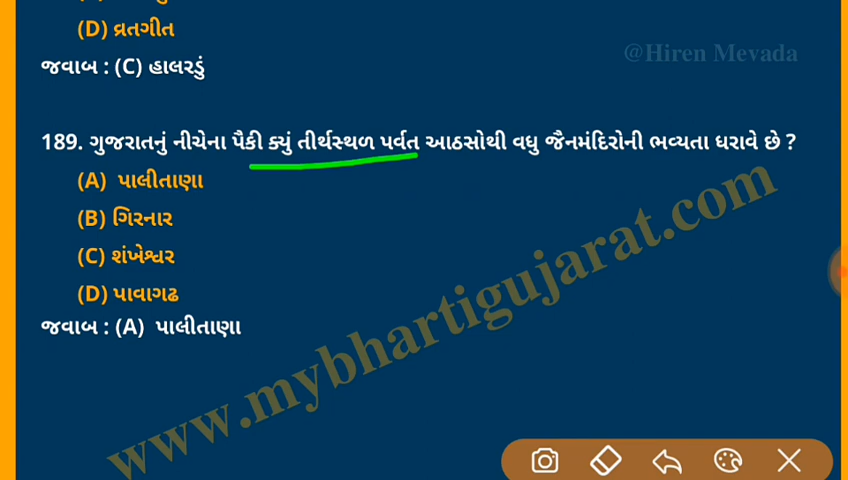 (D) વ્રતગીત
@Hiren Mevada
જવાબ : (C) હાલરડું
189. ગુજરાતનું નીચેના પૈકી ક્યું તીર્થસ્થળ પર્વત આઠસોથી વધુ જૈનમંદિરોની ભવ્યતા ધરાવે છે ?
(A) પાલીતાણા
(B) ગિરનાર
(C) શંખેશ્વર
(D) પાવાગઢ
જવાબ : (A) પાલીતાણા
www.mybhartigujarat.com